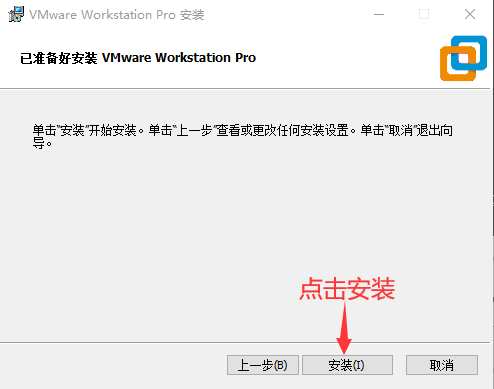 VMware Workstation Pro 安装
已准备好安装 VMware Workstation Pro
单击“安装”开始安装。单击“上一步”查看或更改任何安装设置。单击“取消”退出向
导。
点击安装
上一步(B) 安装(I) 取消